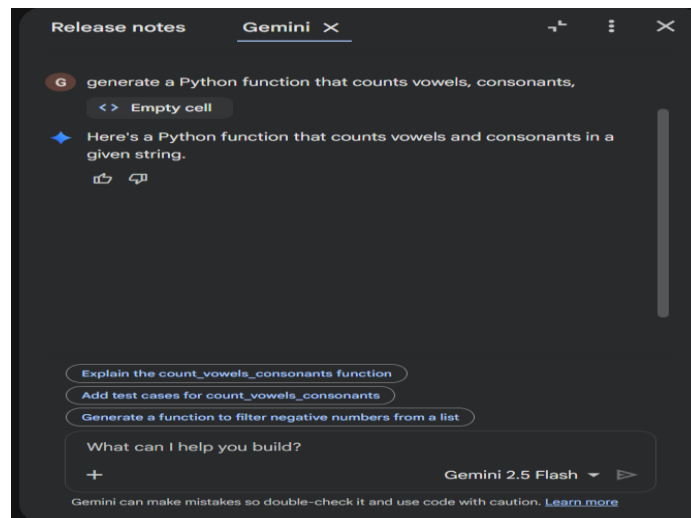 Release notes Gemini
G generate a Python function that counts vowels, consonants,
<> Empty cell
Here's a Python function that counts vowels and consonants in a
given string.
Explain the count_vowels_consonants function
Add test cases for count_vowels_consonants
Generate a function to filter negative numbers from a list
What can I help you build?
Gemini 2.5 Flash
Gemini can make mistakes so double-check it and use code with caution. Learn more